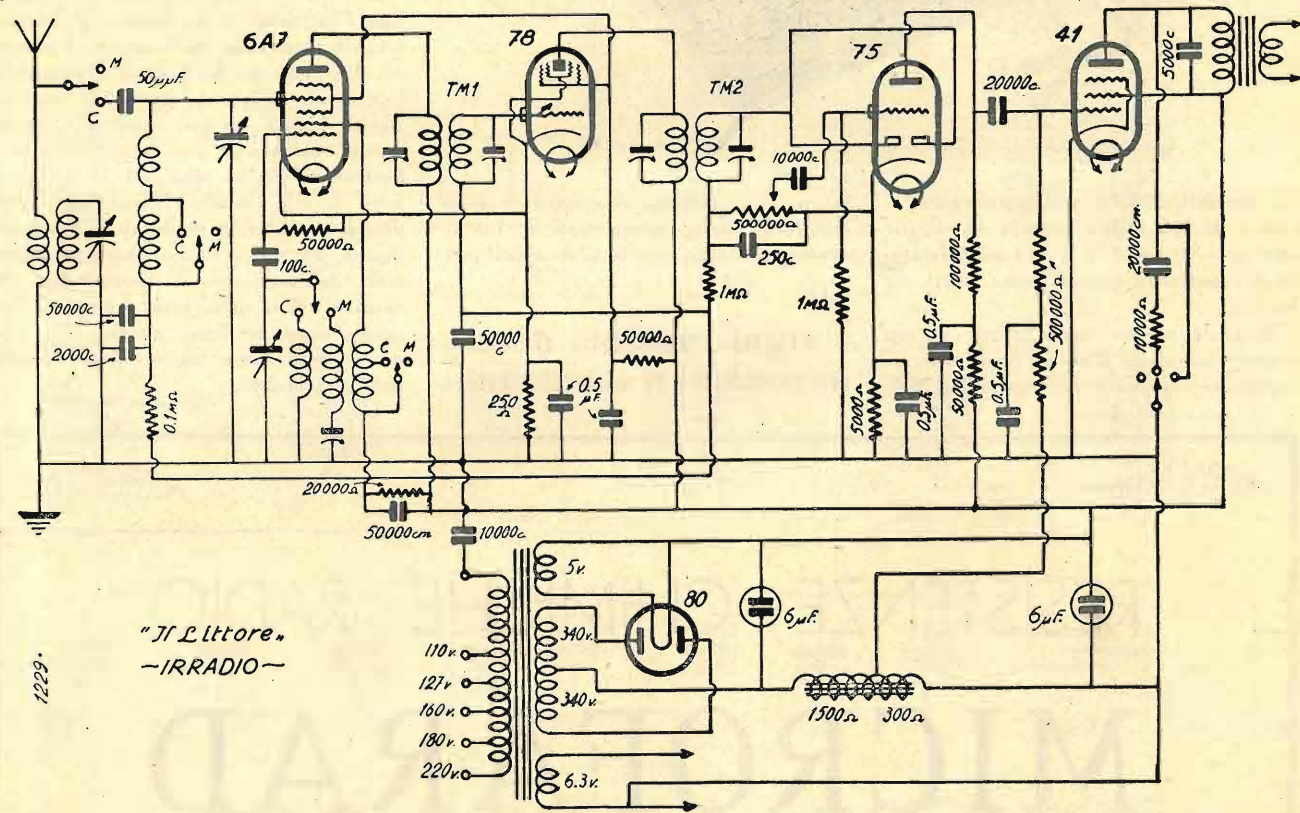 6A7
78
75
41
M
50μμF.
C
TM1
TM2
20000c.
5000c
10000c
50000Ω
5000000Ω
250c.
100c.
C
M
50000c
2000c
0.1MΩ
C
M
C
M
50000
c
250
Ω
0.5
μF.
50000Ω
1MΩ
1MΩ
5000Ω
0.5μF.
0.5μF.
100000Ω
50000Ω
0.5μF.
500000Ω
20000cm
10000Ω
20000Ω
50000cm
10000c.
5v.
80
6μF.
6μF.
340v.
340v.
1500Ω
300Ω
6.3v.
110v.
127v
160v.
180v.
220v.
"Il Littore"
~IRRADIO~
1229.